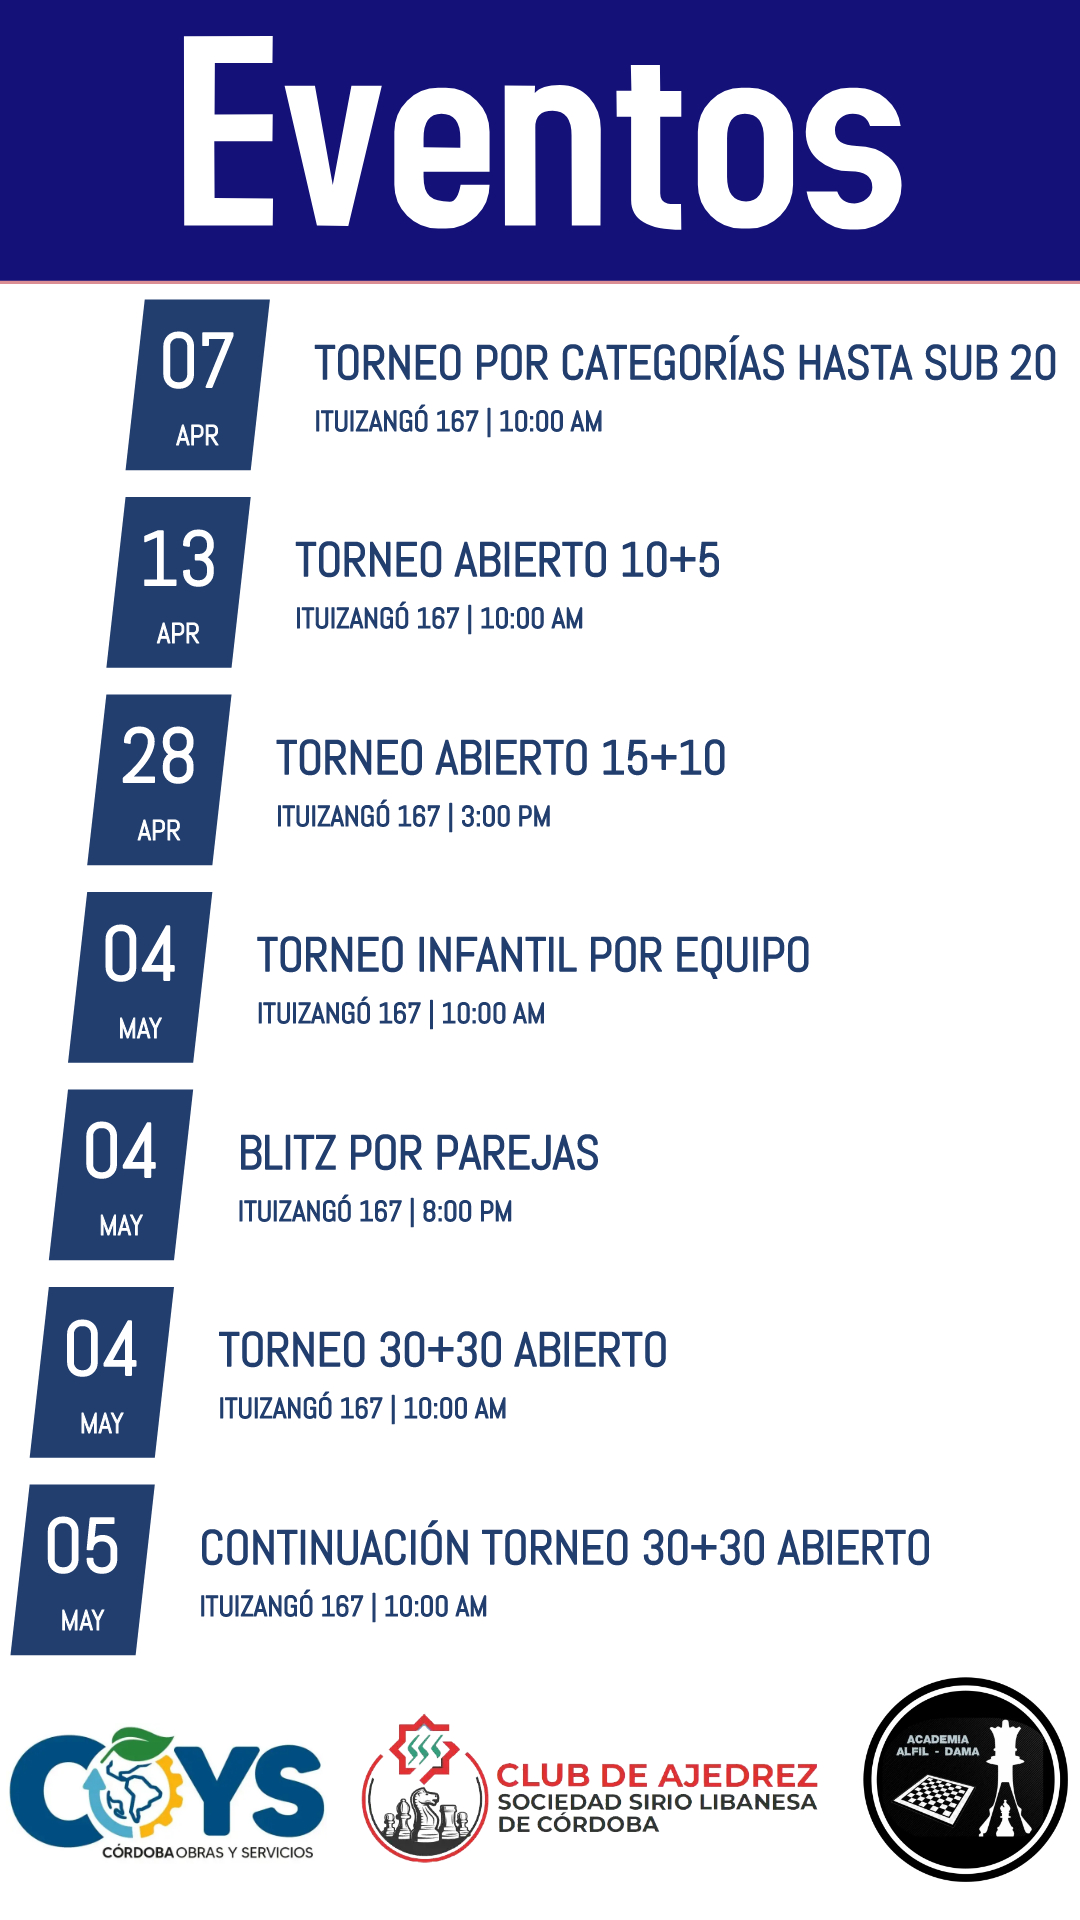 Eventos
07
APR
TORNEO POR CATEGORÍAS HASTA SUB 20
ITUIZANGÓ 167 | 10:00 AM
13
APR
TORNEO ABIERTO 10+5
ITUIZANGÓ 167 | 10:00 AM
28
APR
TORNEO ABIERTO 15+10
ITUIZANGÓ 167 | 3:00 PM
04
MAY
TORNEO INFANTIL POR EQUIPO
ITUIZANGÓ 167 | 10:00 AM
04
MAY
BLITZ POR PAREJAS
ITUIZANGÓ 167 | 8:00 PM
04
MAY
TORNEO 30+30 ABIERTO
ITUIZANGÓ 167 | 10:00 AM
05
MAY
CONTINUACIÓN TORNEO 30+30 ABIERTO
ITUIZANGÓ 167 | 10:00 AM
COYS
CÓRDOBA OBRAS Y SERVICIOS
CLUB DE AJEDREZ
SOCIEDAD SIRIO LIBANESA
DE CÓRDOBA
ACADEMIA
ALFIL - DAMA